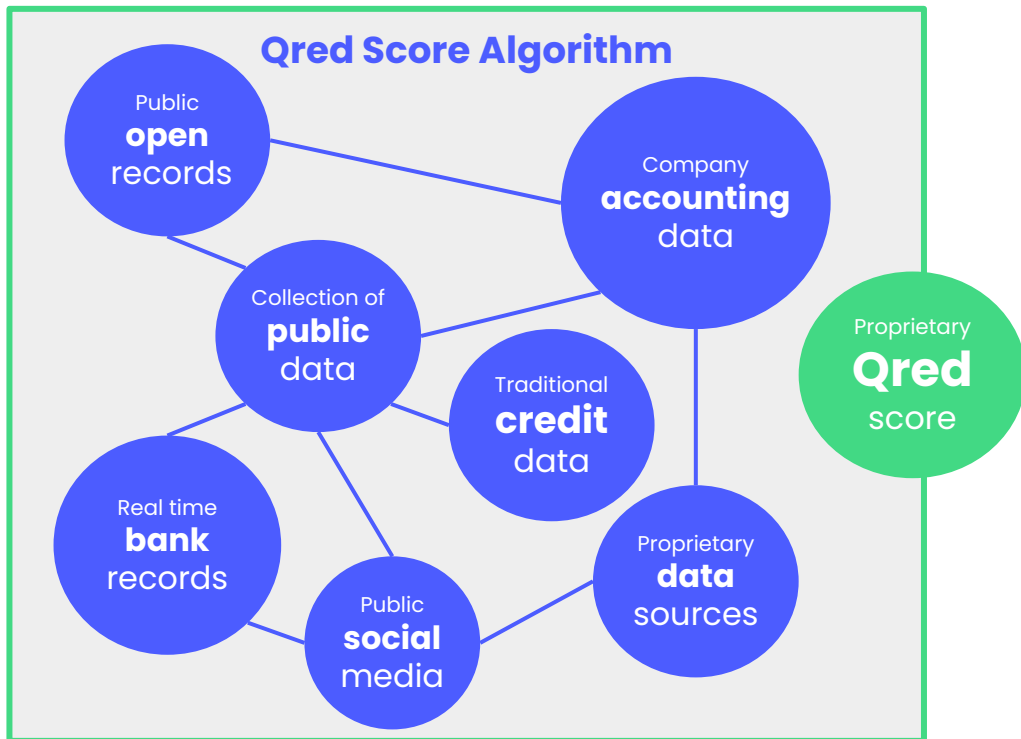 Qred Score Algorithm
Public
open
records
Company
accounting
data
Collection of
public
data
Proprietary
Qred
score
Traditional
credit
data
Real time
bank
records
Proprietary
data
sources
Public
social
media